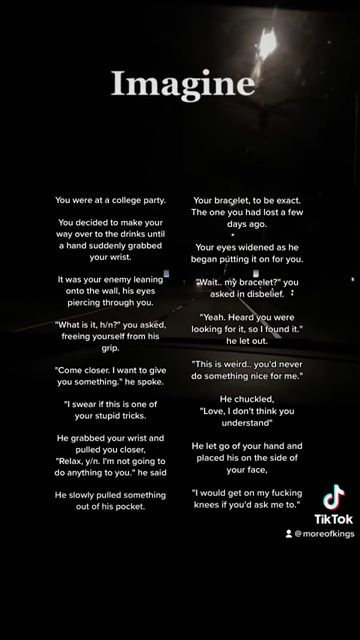 Imagine
You were at a college party.
You decided to make your
way over to the drinks until
a hand suddenly grabbed
your wrist.
It was your enemy leaning
onto the wall, his eyes
piercing through you.
"What is it, h/n?" you asked,
freeing yourself from his
grip.
"Come closer. I want to give
you something." he spoke.
"I swear if this is one of
your stupid tricks.
He grabbed your wrist and
pulled you closer,
"Relax, y/n. I'm not going to
do anything to you." he said
He slowly pulled something
out of his pocket.
Your bracelet, to be exact.
The one you had lost a few
days ago.
Your eyes widened as he
began putting it on for you.
"Wait.. my bracelet?" you
asked in disbelief.
"Yeah. Heard you were
looking for it, so I found it."
he let out.
"This is weird.. you'd never
do something nice for me."
He chuckled,
"Love, I don't think you
understand"
He let go of your hand and
placed his on the side of
your face,
"I would get on my fucking
knees if you'd ask me to."
TikTok
@moreofkings